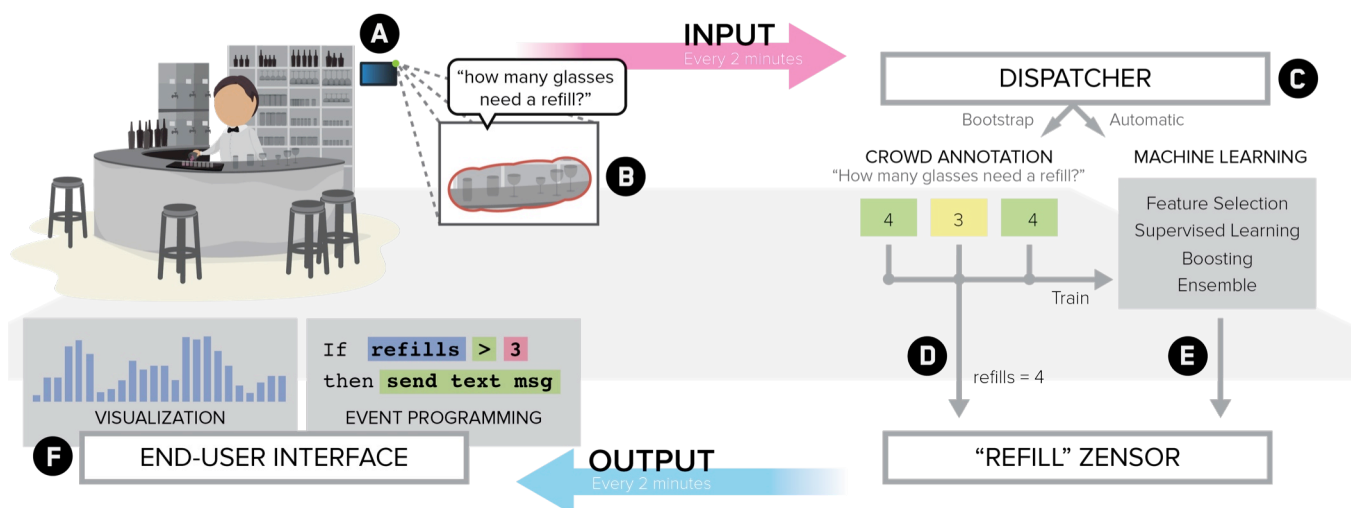 A
INPUT
Every 2 minutes
"how many glasses
need a refill?"
B
DISPATCHER
C
Bootstrap
Automatic
CROWD ANNOTATION
"How many glasses need a refill?"
4
3
4
MACHINE LEARNING
Feature Selection
Supervised Learning
Boosting
Ensemble
Train
D
refills = 4
E
"REFILL" ZENSOR
OUTPUT
Every 2 minutes
If refills > 3
then send text msg
VISUALIZATION
EVENT PROGRAMMING
F
END-USER INTERFACE